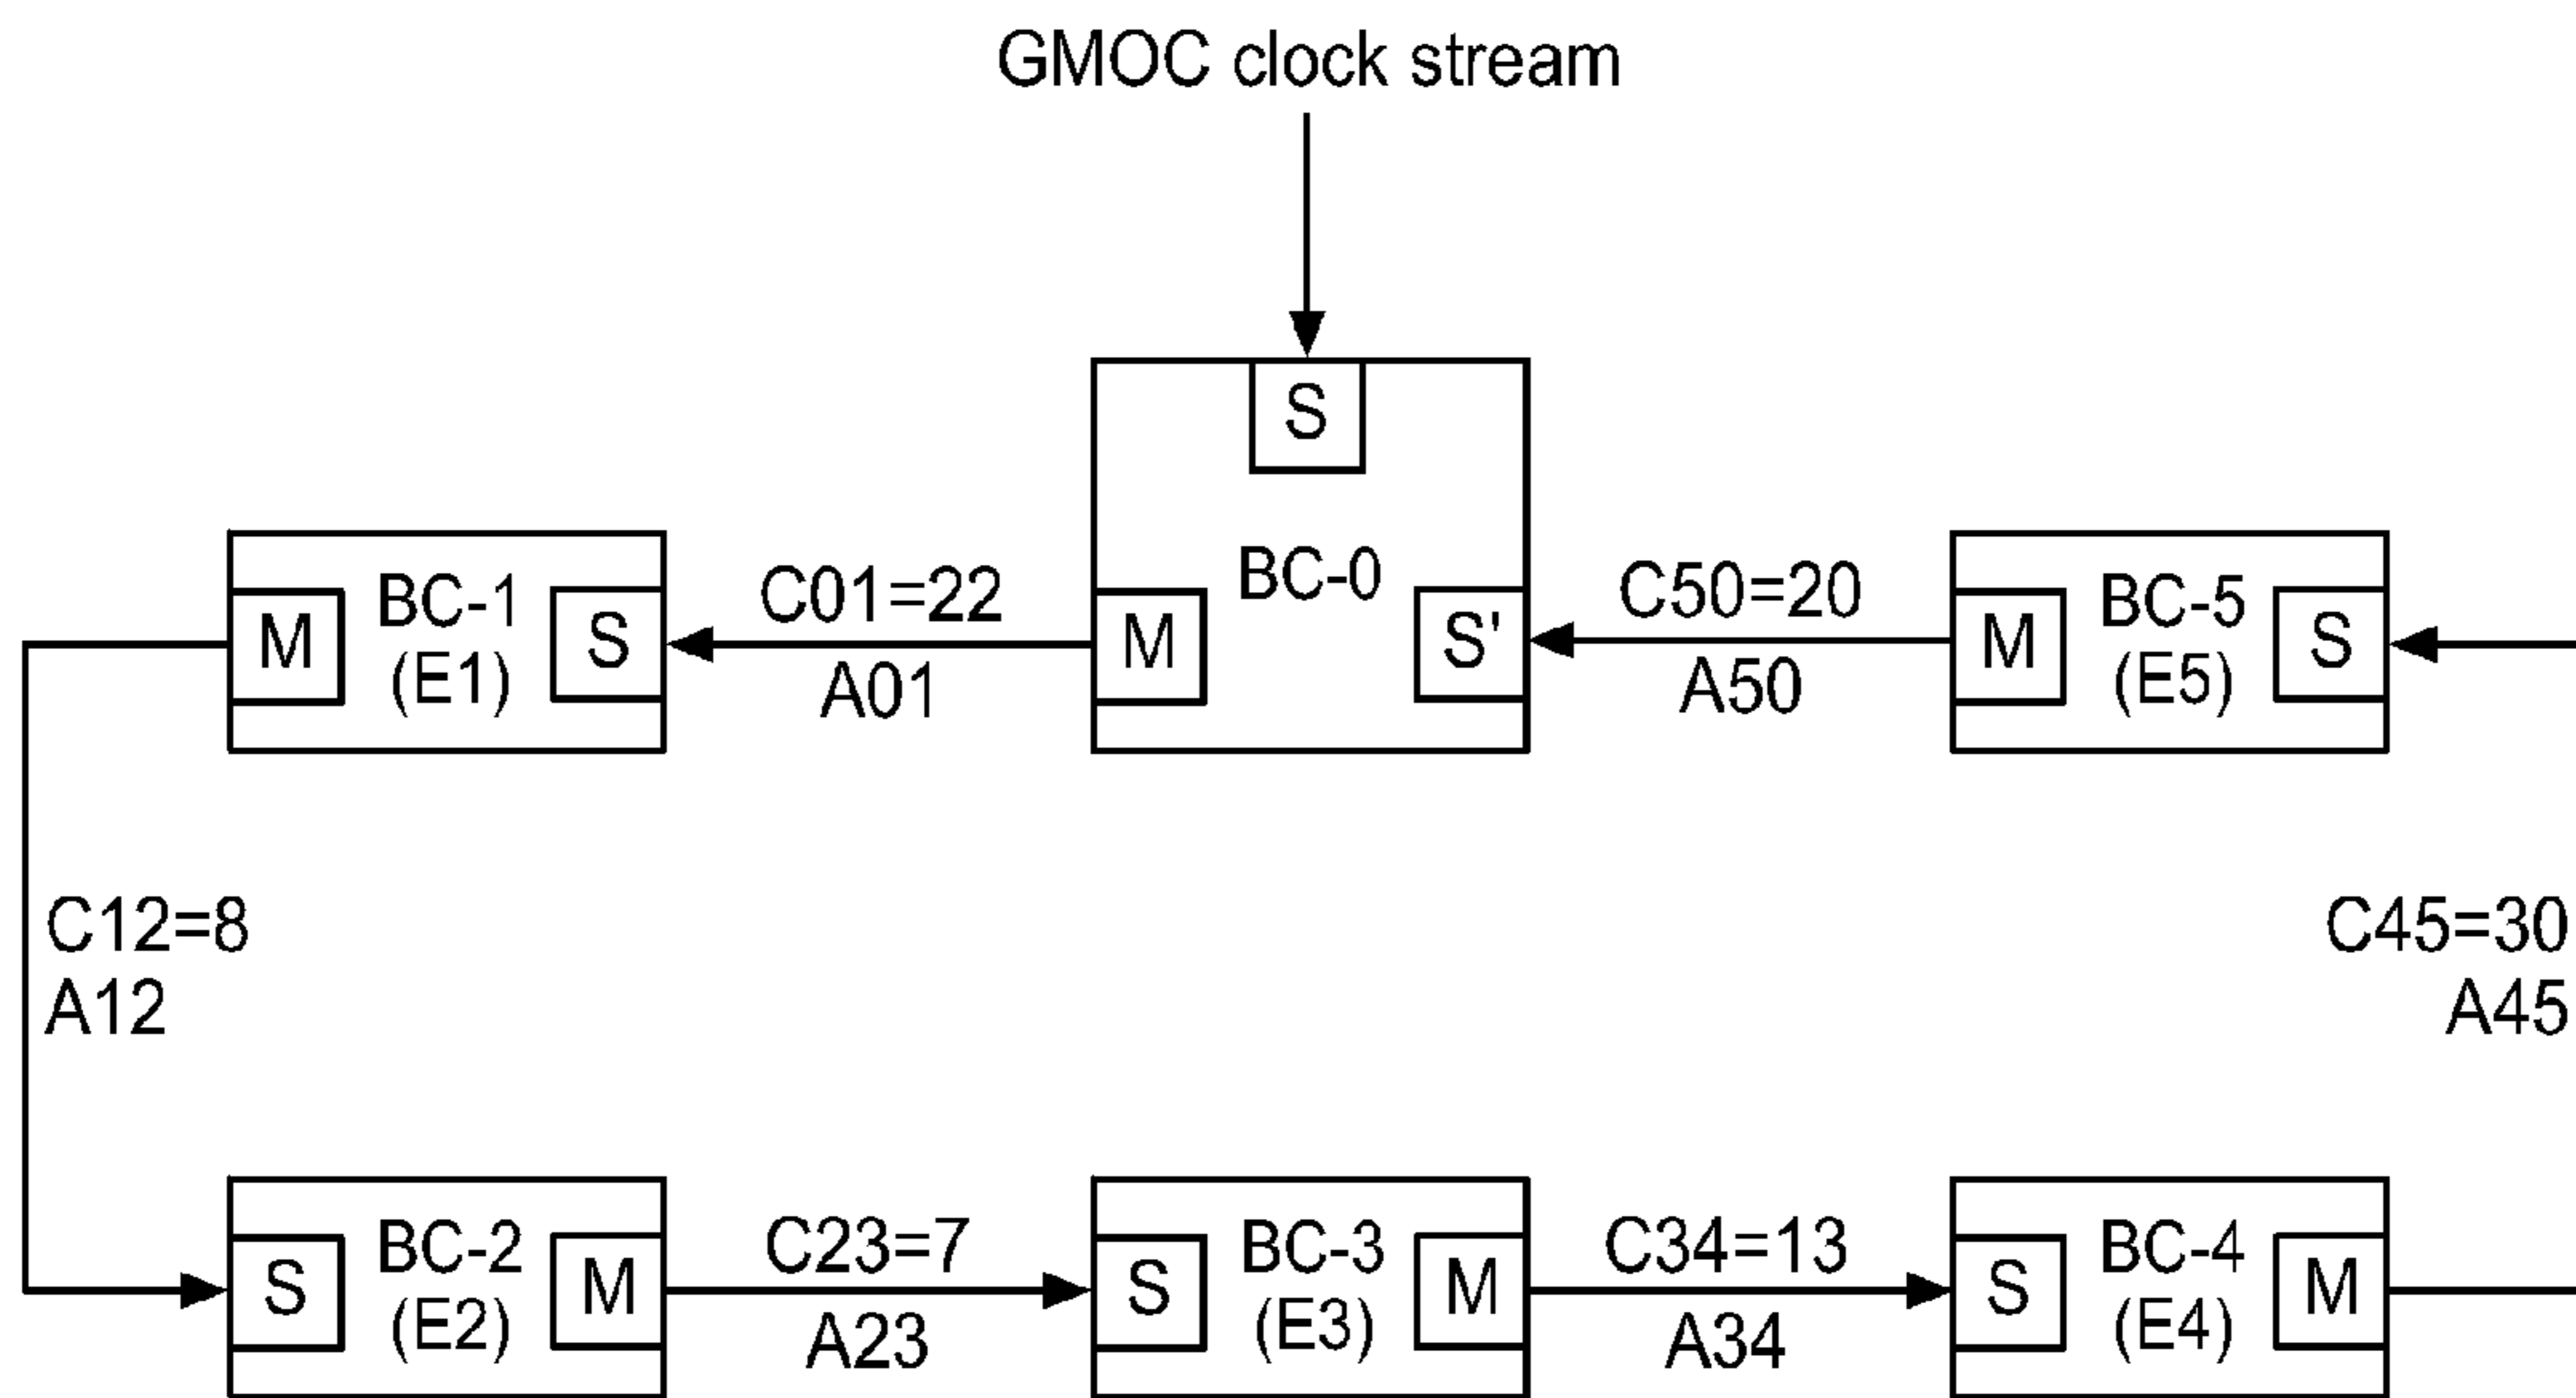 GMOC clock stream
S
BC-0
M
S'
M
BC-1
(E1)
S
C01=22
A01
C50=20
A50
M
BC-5
(E5)
S
C12=8
A12
C45=30
A45
S
BC-2
(E2)
M
C23=7
A23
S
BC-3
(E3)
M
C34=13
A34
S
BC-4
(E4)
M